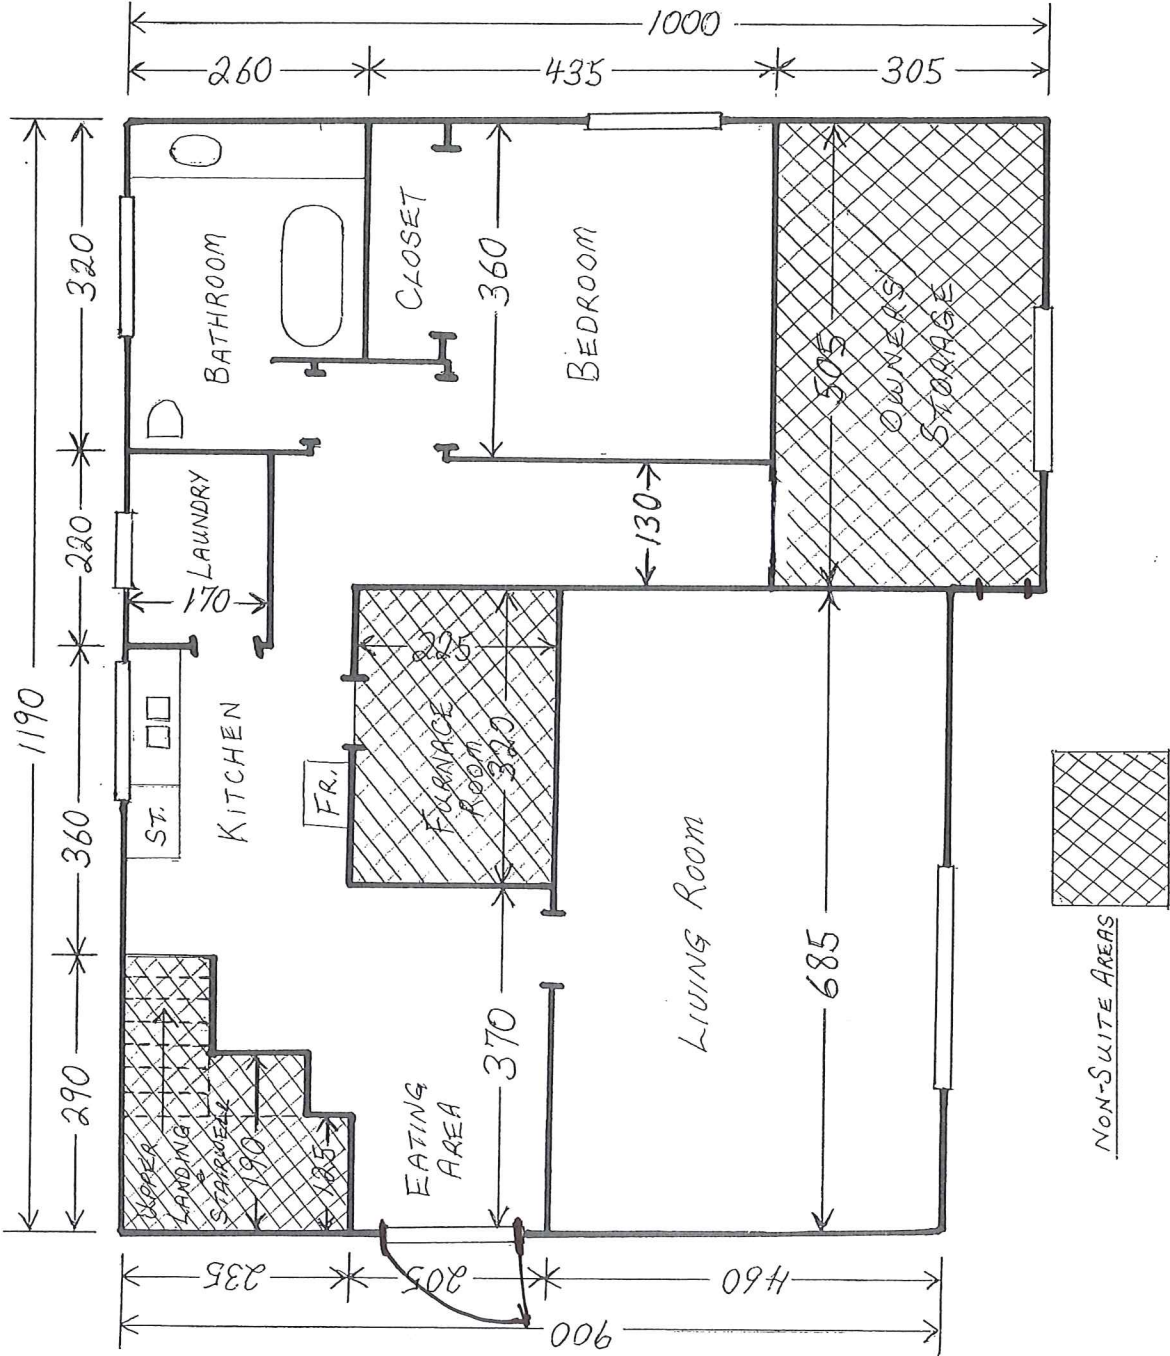 1000
260
435
305
1190
320
220
360
290
BATHROOM
CLOSET
360
BEDROOM
505
OWNERS'
STORAGE
LAUNDRY
170
130
KITCHEN
ST.
FR.
225
FURNACE
ROOM
320
LIVING ROOM
685
370
EATING
AREA
UPPER
LANDING
&
STAIRWELL
190
125
235
205
460
900
NON-SUITE AREAS